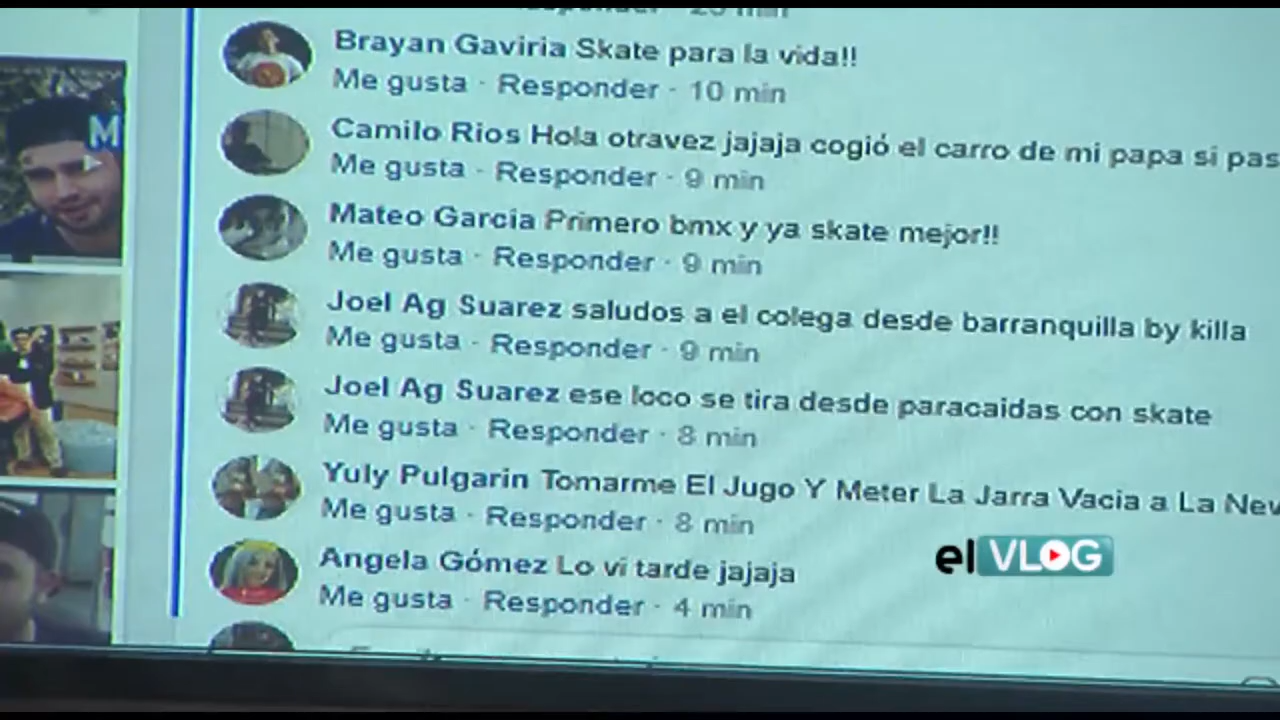 Responder · 23 min
Brayan Gaviria Skate para la vida!!
Me gusta · Responder · 10 min
M
Camilo Rios Hola otravez jajaja cogió el carro de mi papa si pas
Me gusta · Responder · 9 min
Mateo Garcia Primero bmx y ya skate mejor!!
Me gusta · Responder · 9 min
Joel Ag Suarez saludos a el colega desde barranquilla by killa
Me gusta · Responder · 9 min
Joel Ag Suarez ese loco se tira desde paracaidas con skate
Me gusta · Responder · 8 min
Yuly Pulgarin Tomarme El Jugo Y Meter La Jarra Vacia a La Nev
Me gusta · Responder · 8 min
el VLOG
Angela Gómez Lo vi tarde jajaja
Me gusta · Responder · 4 min